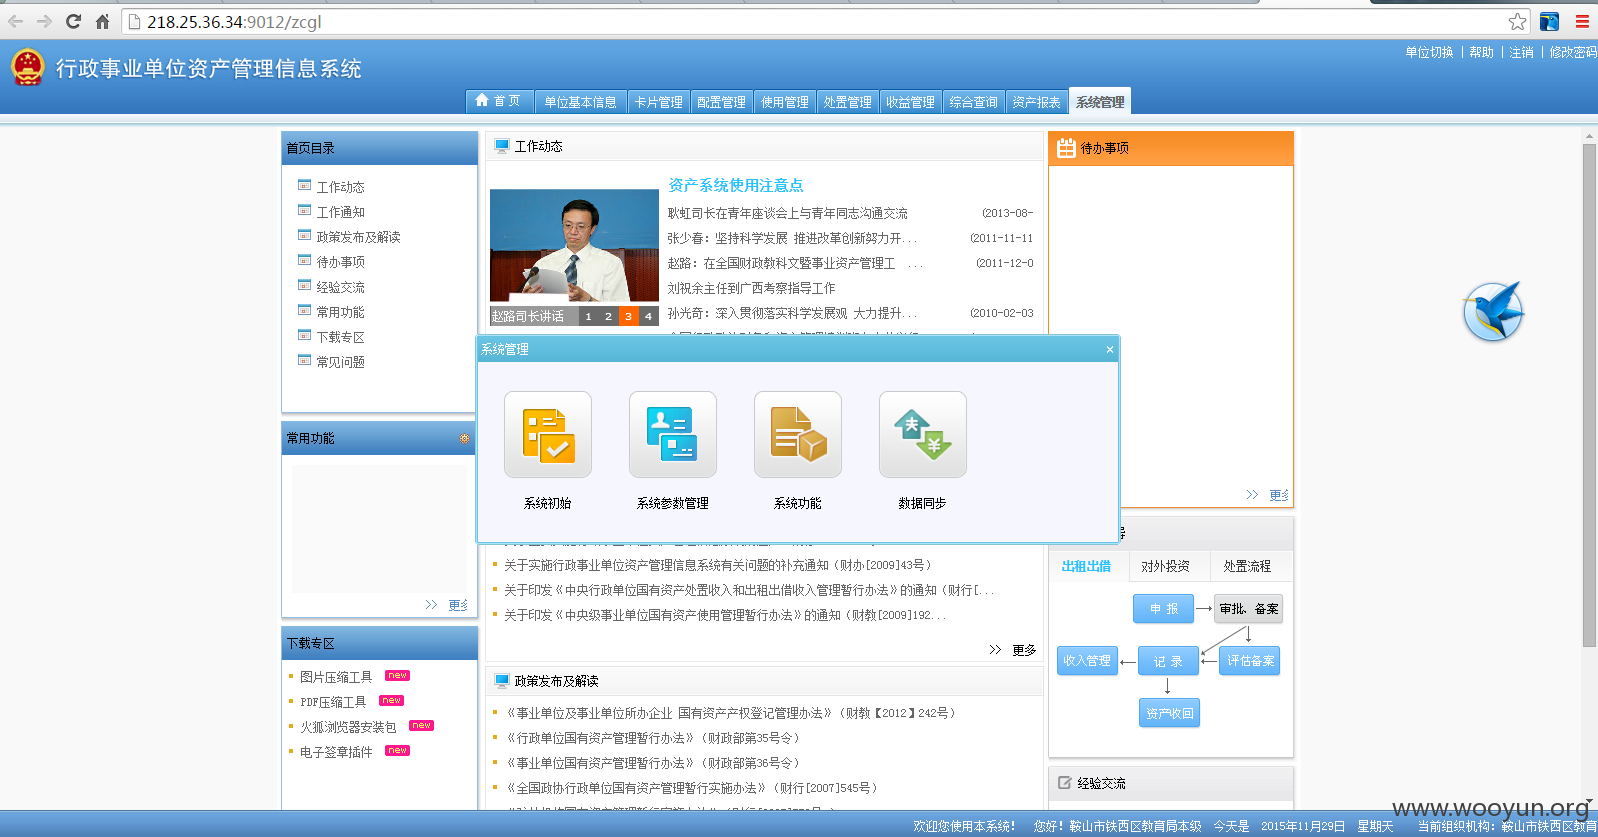 218.25.36.34:9012/zcgl
单位切换 | 帮助 | 注销 | 修改密码
行政事业单位资产管理信息系统
首页 单位基本信息 卡片管理 配置管理 使用管理 处置管理 收益管理 综合查询 资产报表 系统管理
首页目录
工作动态
工作通知
政策发布及解读
待办事项
经验交流
常用功能
下载专区
常见问题
常用功能
>> 更多
下载专区
图片压缩工具 new
PDF压缩工具 new
火狐浏览器安装包 new
电子签章插件 new
工作动态
赵路司长讲话 1 2 3 4
资产系统使用注意点
耿虹司长在青年座谈会上与青年同志沟通交流 (2013-08-
张少春：坚持科学发展 推进改革创新努力开... (2011-11-11
赵路：在全国财政教科文暨事业资产管理工 ... (2011-12-0
刘祝余主任到广西考察指导工作
孙光奇：深入贯彻落实科学发展观 大力提升... (2010-02-03
系统管理 ×
系统初始 系统参数管理 系统功能 数据同步
关于实施行政事业单位资产管理信息系统有关问题的补充通知（财办[2009]43号）
关于印发《中央行政单位国有资产处置收入和出租出借收入管理暂行办法》的通知（财行[...
关于印发《中央级事业单位国有资产使用管理暂行办法》的通知（财教[2009]192...
>> 更多
政策发布及解读
《事业单位及事业单位所办企业 国有资产产权登记管理办法》（财教【2012】242号）
《行政单位国有资产管理暂行办法》（财政部第35号令）
《事业单位国有资产管理暂行办法》（财政部第36号令）
《全国政协行政单位国有资产管理暂行实施办法》（财行[2007]545号）
待办事项
>> 更多
出租出借 对外投资 处置流程
申 报 审批、备案
收入管理 记 录 评估备案
资产收回
经验交流
www.wooyun.org
欢迎您使用本系统！ 您好！鞍山市铁西区教育局本级 今天是 2015年11月29日 星期天 当前组织机构：鞍山市铁西区教育